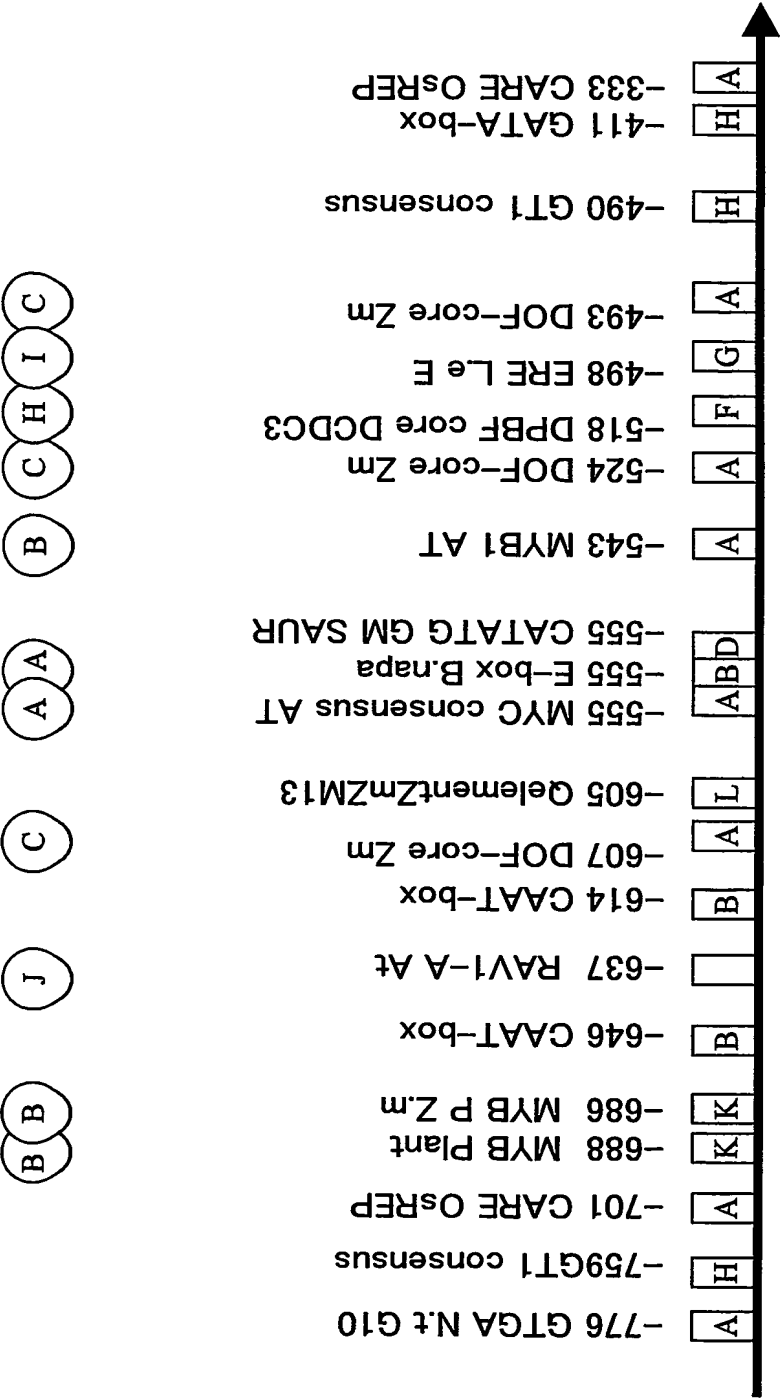 A -776 GTGA N.t G10
H -759GT1 consensus
A -701 CARE OsREP
K -688 MYB Plant B
K -686 MYB P Z.m B
B -646 CAAT-box
-637 RAV1-A At J
B -614 CAAT-box
A -607 DOF-core Zm C
L -605 QelementZmZM13
A -555 MYC consensus AT A
B -555 E-box B.napa A
D -555 CATATG GM SAUR
A -543 MYB1 AT B
A -524 DOF-core Zm C
F -518 DPBF core DCDC3 H
G -498 ERE L.e E I
A -493 DOF-core Zm C
H -490 GT1 consensus
H -411 GATA-box
A -333 CARE OsREP